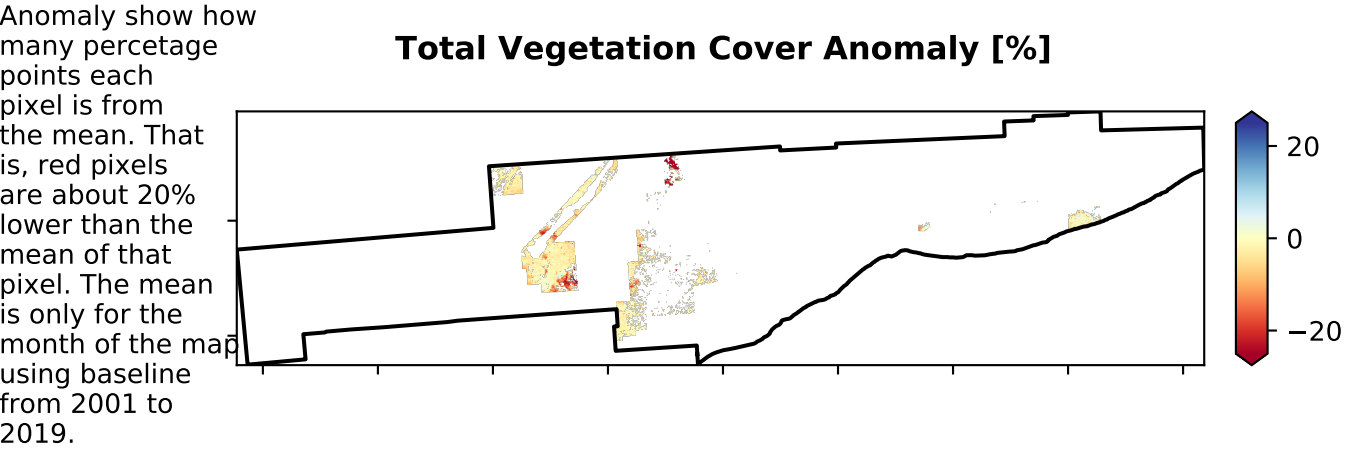 Anomaly show how
many percetage
points each
pixel is from
the mean. That
is, red pixels
are about 20%
lower than the
mean of that
pixel. The mean
is only for the
month of the map
using baseline
from 2001 to
2019.
Total Vegetation Cover Anomaly [%]
20
0
−20